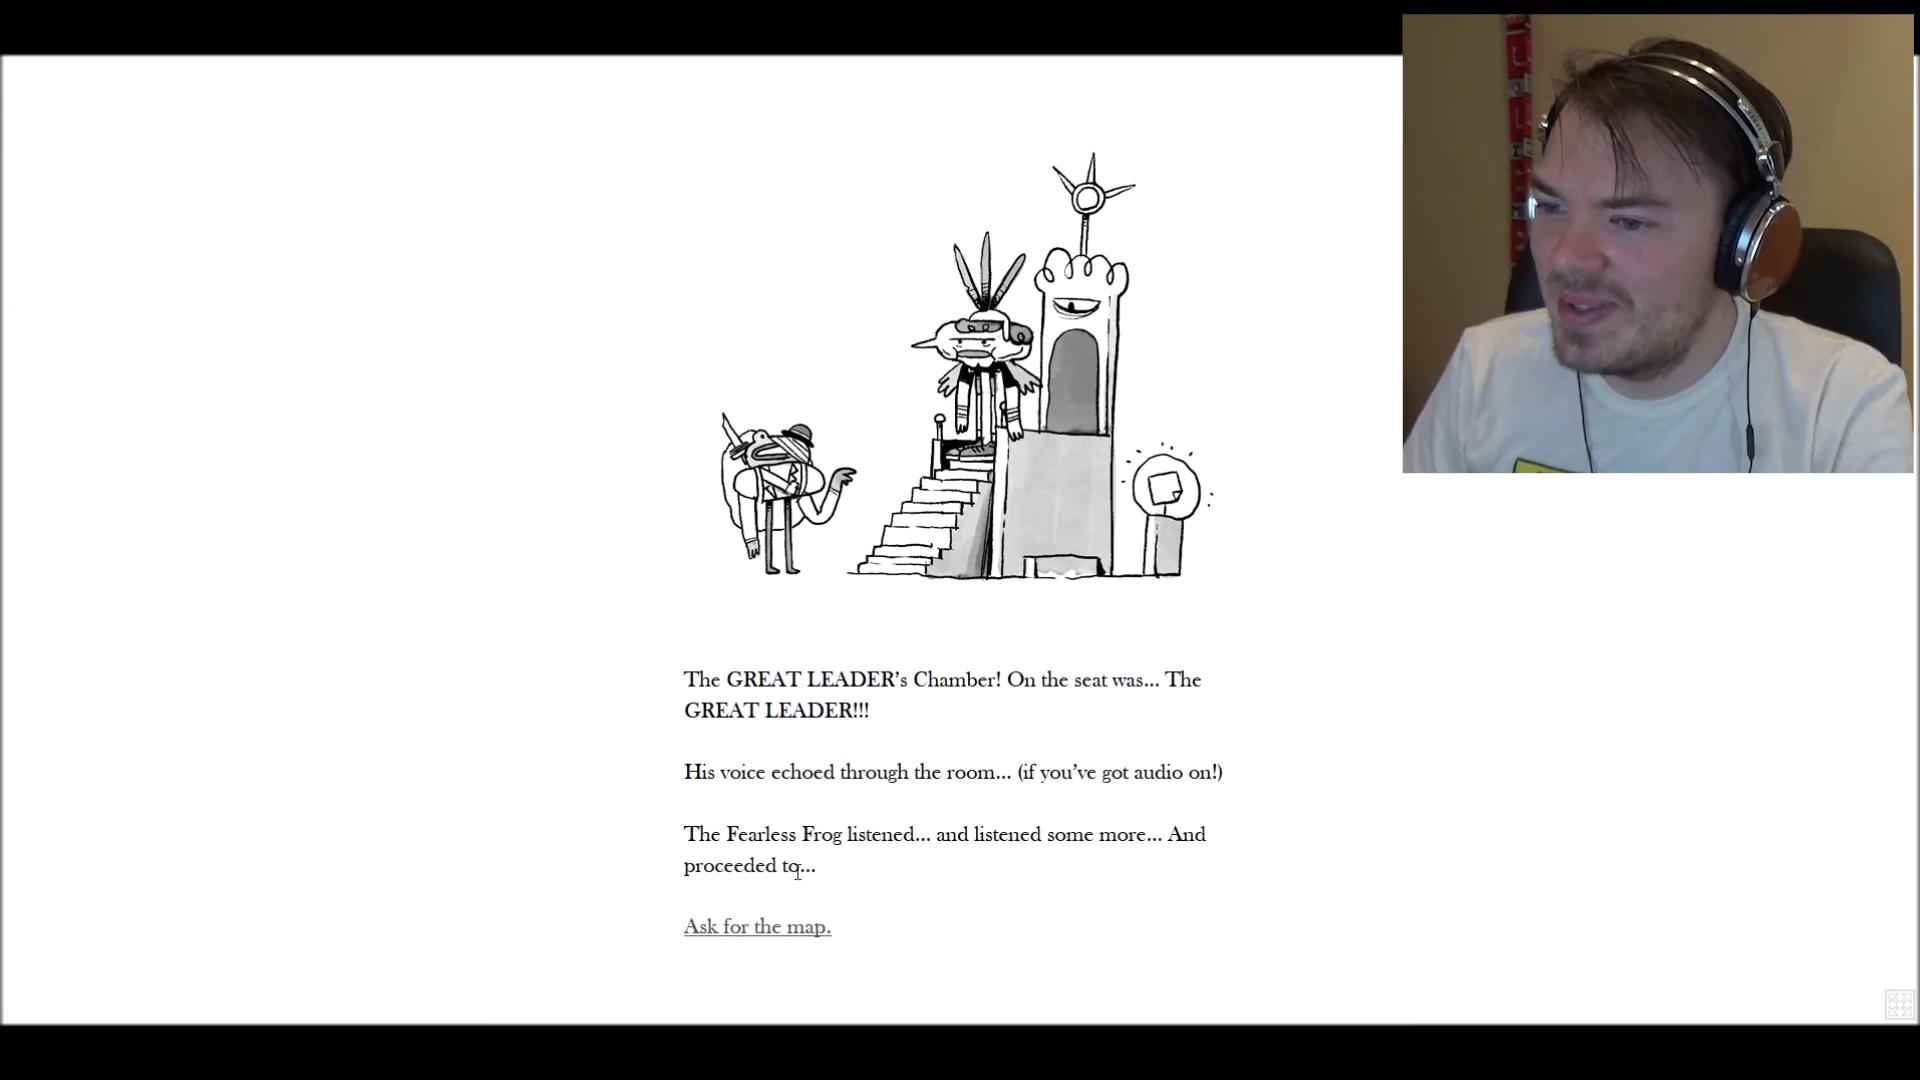 The GREAT LEADER’s Chamber! On the seat was... The
GREAT LEADER!!!
His voice echoed through the room... (if you’ve got audio on!)
The Fearless Frog listened... and listened some more... And
proceeded to...
Ask for the map.